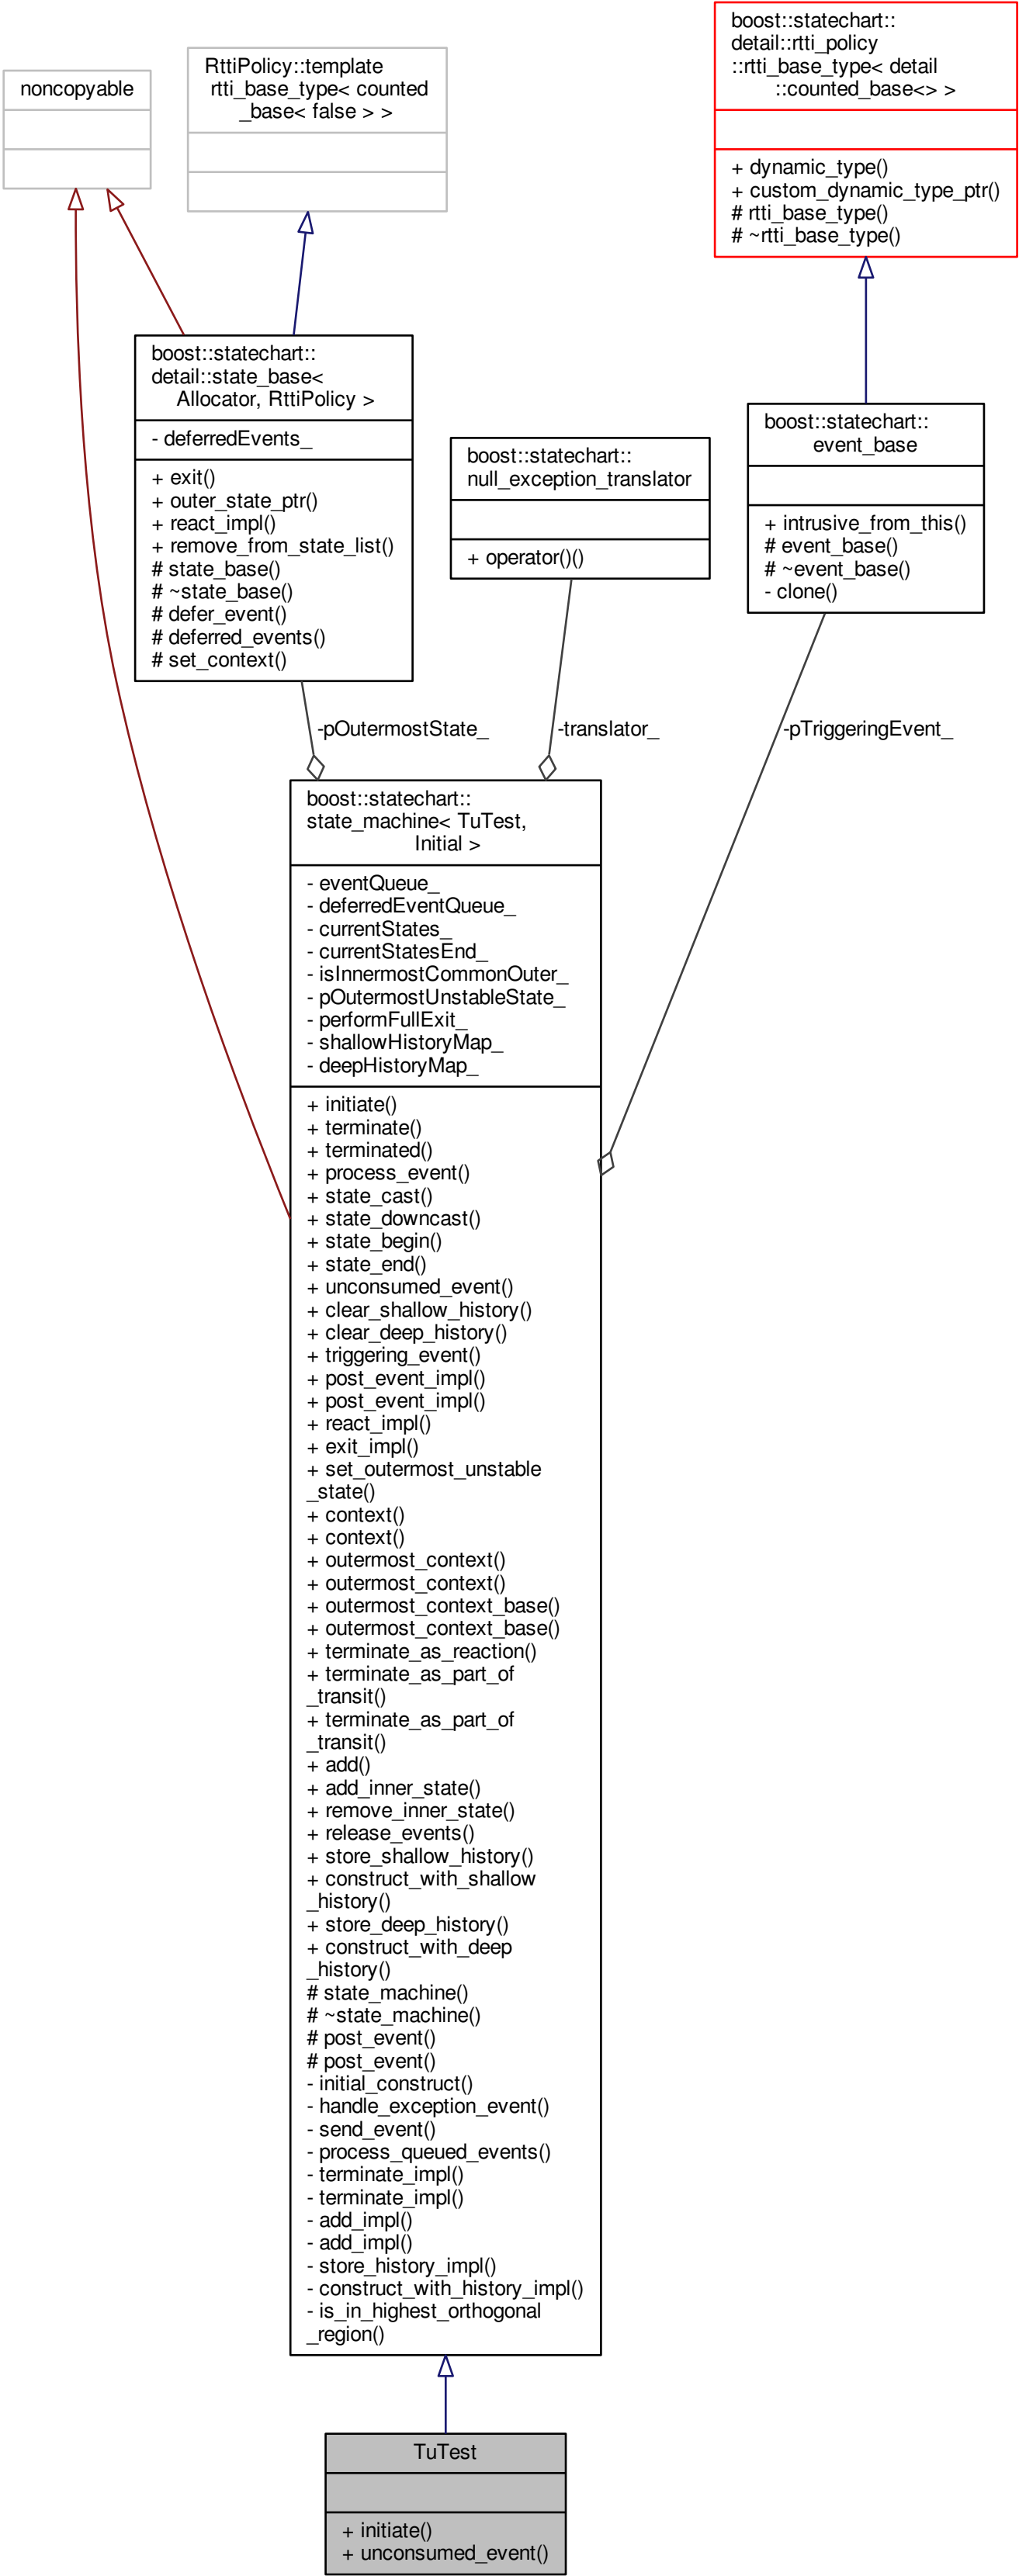 boost::statechart::
detail::rtti_policy
::rtti_base_type< detail
::counted_base<> >
+ dynamic_type()
+ custom_dynamic_type_ptr()
# rtti_base_type()
# ~rtti_base_type()
RttiPolicy::template
rtti_base_type< counted
_base< false > >
noncopyable
boost::statechart::
detail::state_base<
Allocator, RttiPolicy >
- deferredEvents_
+ exit()
+ outer_state_ptr()
+ react_impl()
+ remove_from_state_list()
# state_base()
# ~state_base()
# defer_event()
# deferred_events()
# set_context()
boost::statechart::
null_exception_translator
+ operator()()
boost::statechart::
event_base
+ intrusive_from_this()
# event_base()
# ~event_base()
- clone()
-pOutermostState_
-translator_
-pTriggeringEvent_
boost::statechart::
state_machine< TuTest,
Initial >
- eventQueue_
- deferredEventQueue_
- currentStates_
- currentStatesEnd_
- isInnermostCommonOuter_
- pOutermostUnstableState_
- performFullExit_
- shallowHistoryMap_
- deepHistoryMap_
+ initiate()
+ terminate()
+ terminated()
+ process_event()
+ state_cast()
+ state_downcast()
+ state_begin()
+ state_end()
+ unconsumed_event()
+ clear_shallow_history()
+ clear_deep_history()
+ triggering_event()
+ post_event_impl()
+ post_event_impl()
+ react_impl()
+ exit_impl()
+ set_outermost_unstable
_state()
+ context()
+ context()
+ outermost_context()
+ outermost_context()
+ outermost_context_base()
+ outermost_context_base()
+ terminate_as_reaction()
+ terminate_as_part_of
_transit()
+ terminate_as_part_of
_transit()
+ add()
+ add_inner_state()
+ remove_inner_state()
+ release_events()
+ store_shallow_history()
+ construct_with_shallow
_history()
+ store_deep_history()
+ construct_with_deep
_history()
# state_machine()
# ~state_machine()
# post_event()
# post_event()
- initial_construct()
- handle_exception_event()
- send_event()
- process_queued_events()
- terminate_impl()
- terminate_impl()
- add_impl()
- add_impl()
- store_history_impl()
- construct_with_history_impl()
- is_in_highest_orthogonal
_region()
TuTest
+ initiate()
+ unconsumed_event()